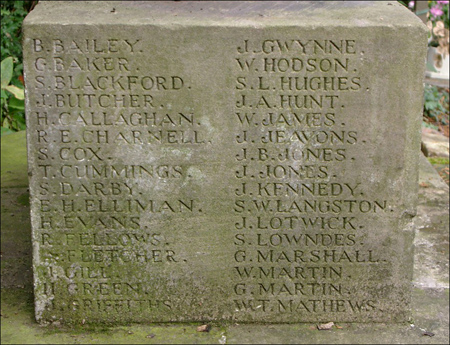 B. BAILEY.
G. BAKER.
S. BLACKFORD.
J. BUTCHER.
H. CALLAGHAN.
R. E. CHARNELL.
S. COX.
T. CUMMINGS.
S. DARBY.
E. H. ELLIMAN.
H. EVANS.
R. FELLOWS.
FLETCHER.
GILL.
H. GREEN.
GRIFFITHS.
J. GWYNNE.
W. HODSON.
S. L. HUGHES.
J. A. HUNT.
W. JAMES.
J. JEAVONS.
J. B. JONES.
J. JONES.
J. KENNEDY.
S. W. LANGSTON.
J. LOTWICK.
S. LOWNDES.
G. MARSHALL.
W. MARTIN.
G. MARTIN.
W. T. MATHEWS.